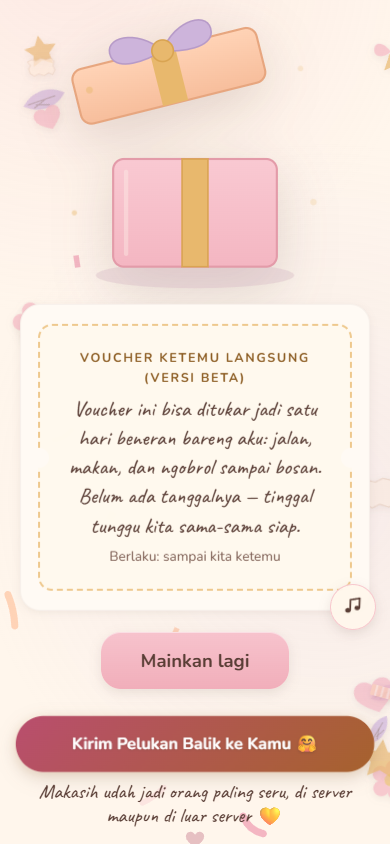 VOUCHER KETEMU LANGSUNG
(VERSI BETA)
Voucher ini bisa ditukar jadi satu
hari beneran bareng aku: jalan,
makan, dan ngobrol sampai bosan.
Belum ada tanggalnya — tinggal
tunggu kita sama-sama siap.
Berlaku: sampai kita ketemu
Mainkan lagi
Kirim Pelukan Balik ke Kamu 🤗
Makasih udah jadi orang paling seru, di server
maupun di luar server 💛